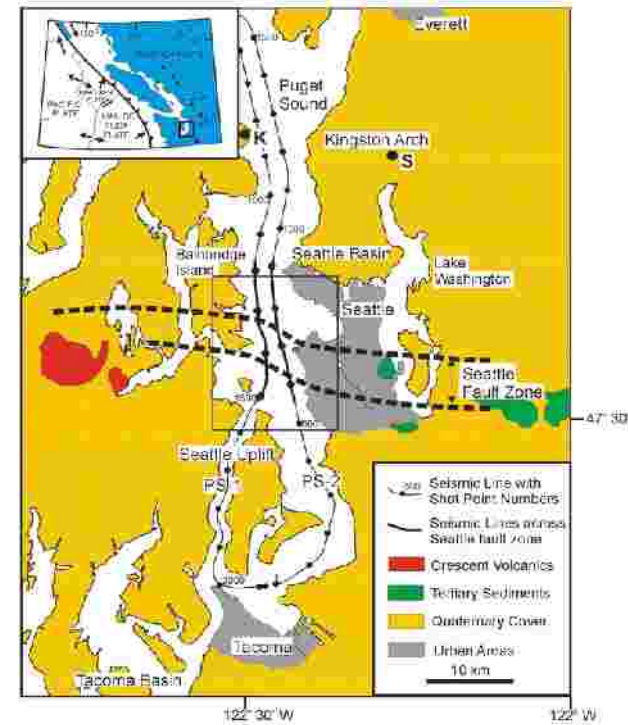 Everett
Puget
Sound
PACIFIC
PLATE
K
Kingston Arch
S
Bainbridge
Island
Seattle Basin
Lake
Washington
Seattle
Seattle
Fault Zone
47° 30'
Seattle Uplift
PS-1
PS-2
Tacoma
Tacoma Basin
Seismic Line with
Shot Point Numbers
Seismic Lines across
Seattle fault zone
Crescent Volcanics
Tertiary Sediments
Quaternary Cover
Urban Areas
10 km
122° 30' W
122° W